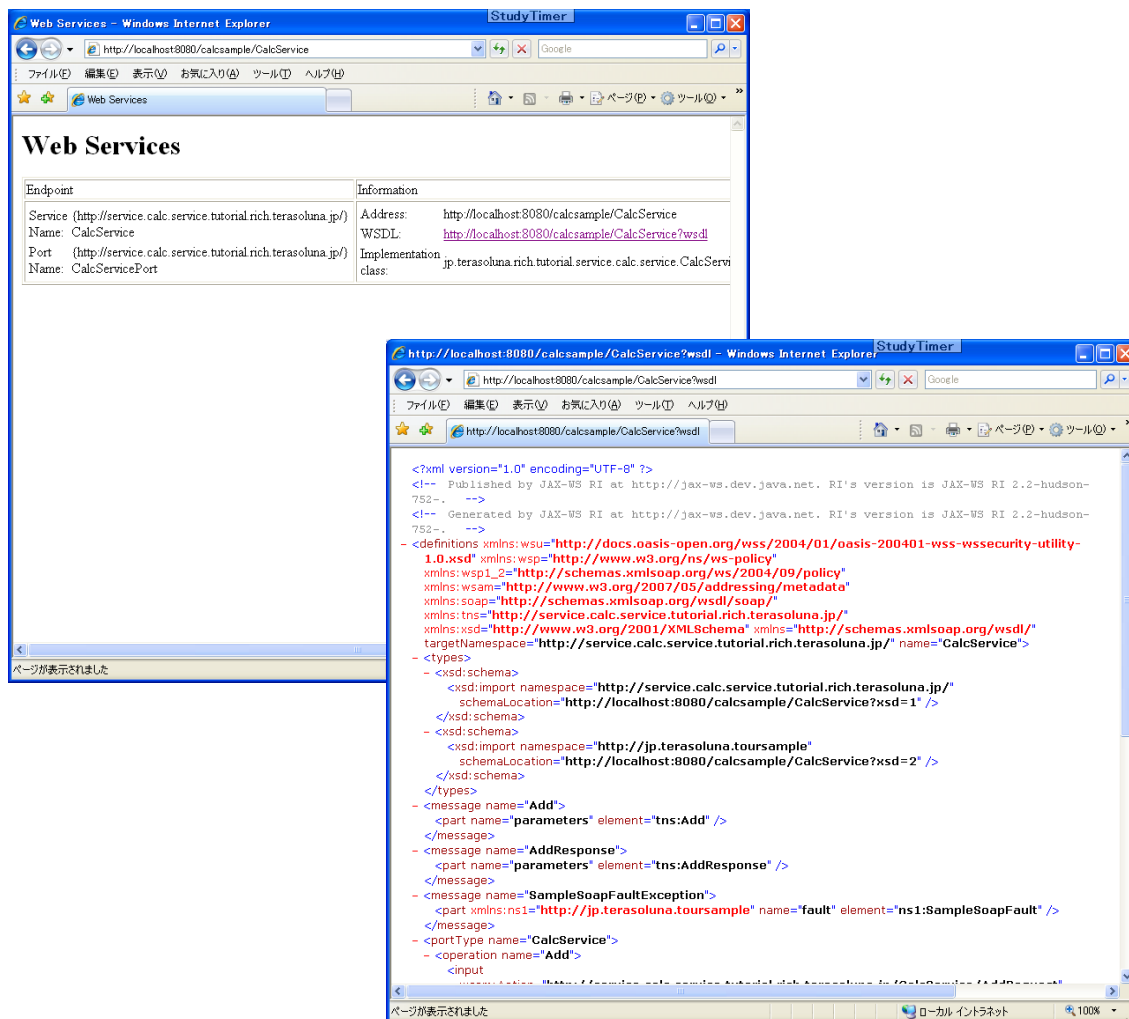 Web Services - Windows Internet Explorer
StudyTimer
http://localhost:8080/calcsample/CalcService
Google
ファイル(F) 編集(E) 表示(V) お気に入り(A) ツール(T) ヘルプ(H)
Web Services
ページ(P) ツール(O)
Web Services
Endpoint Information
Service Name: {http://service.calc.service.tutorial.rich.terasoluna.jp/}CalcService
Port Name: {http://service.calc.service.tutorial.rich.terasoluna.jp/}CalcServicePort
Address: http://localhost:8080/calcsample/CalcService
WSDL: http://localhost:8080/calcsample/CalcService?wsdl
Implementation class: jp.terasoluna.rich.tutorial.service.calc.service.CalcServi
ページが表示されました
http://localhost:8080/calcsample/CalcService?wsdl - Windows Internet Explorer
StudyTimer
http://localhost:8080/calcsample/CalcService?wsdl
Google
ファイル(F) 編集(E) 表示(V) お気に入り(A) ツール(T) ヘルプ(H)
http://localhost:8080/calcsample/CalcService?wsdl
ページ(P) ツール(O)
<?xml version="1.0" encoding="UTF-8" ?>
<!-- Published by JAX-WS RI at http://jax-ws.dev.java.net. RI's version is JAX-WS RI 2.2-hudson-
752-. -->
<!-- Generated by JAX-WS RI at http://jax-ws.dev.java.net. RI's version is JAX-WS RI 2.2-hudson-
752-. -->
- <definitions xmlns:wsu="http://docs.oasis-open.org/wss/2004/01/oasis-200401-wss-wssecurity-utility-
1.0.xsd" xmlns:wsp="http://www.w3.org/ns/ws-policy"
xmlns:wsp1_2="http://schemas.xmlsoap.org/ws/2004/09/policy"
xmlns:wsam="http://www.w3.org/2007/05/addressing/metadata"
xmlns:soap="http://schemas.xmlsoap.org/wsdl/soap/"
xmlns:tns="http://service.calc.service.tutorial.rich.terasoluna.jp/"
xmlns:xsd="http://www.w3.org/2001/XMLSchema" xmlns="http://schemas.xmlsoap.org/wsdl/"
targetNamespace="http://service.calc.service.tutorial.rich.terasoluna.jp/" name="CalcService">
- <types>
- <xsd:schema>
<xsd:import namespace="http://service.calc.service.tutorial.rich.terasoluna.jp/"
schemaLocation="http://localhost:8080/calcsample/CalcService?xsd=1" />
</xsd:schema>
- <xsd:schema>
<xsd:import namespace="http://jp.terasoluna.toursample"
schemaLocation="http://localhost:8080/calcsample/CalcService?xsd=2" />
</xsd:schema>
</types>
- <message name="Add">
<part name="parameters" element="tns:Add" />
</message>
- <message name="AddResponse">
<part name="parameters" element="tns:AddResponse" />
</message>
- <message name="SampleSoapFaultException">
<part xmlns:ns1="http://jp.terasoluna.toursample" name="fault" element="ns1:SampleSoapFault" />
</message>
- <portType name="CalcService">
- <operation name="Add">
<input
ページが表示されました
ローカル イントラネット
100%